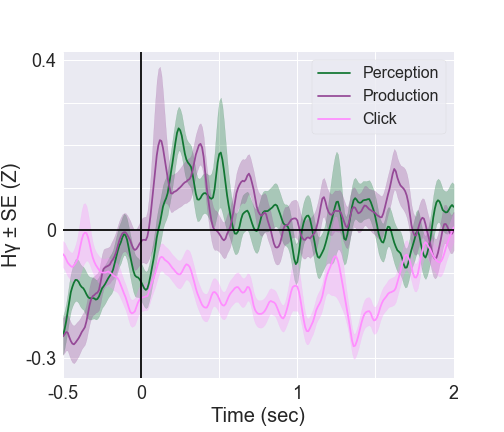 0.4
Perception
Production
Click
Hγ ± SE (Z)
0
-0.3
-0.5
0
1
2
Time (sec)